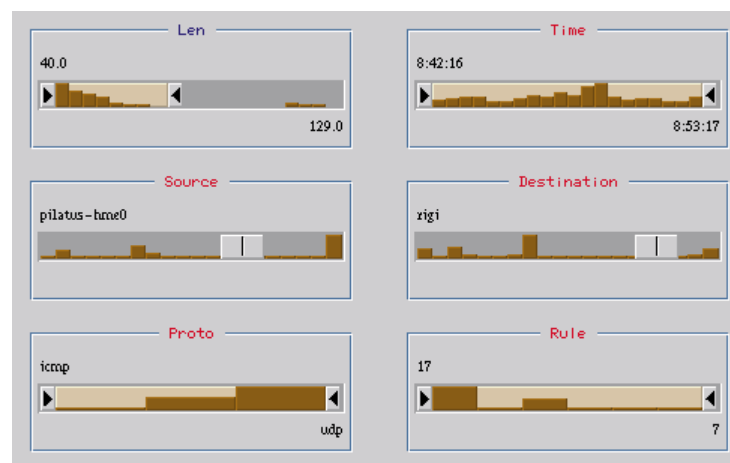 Len
40.0
129.0
Time
8:42:16
8:53:17
Source
pilatus-hme0
Destination
rigi
Proto
icmp
udp
Rule
17
7